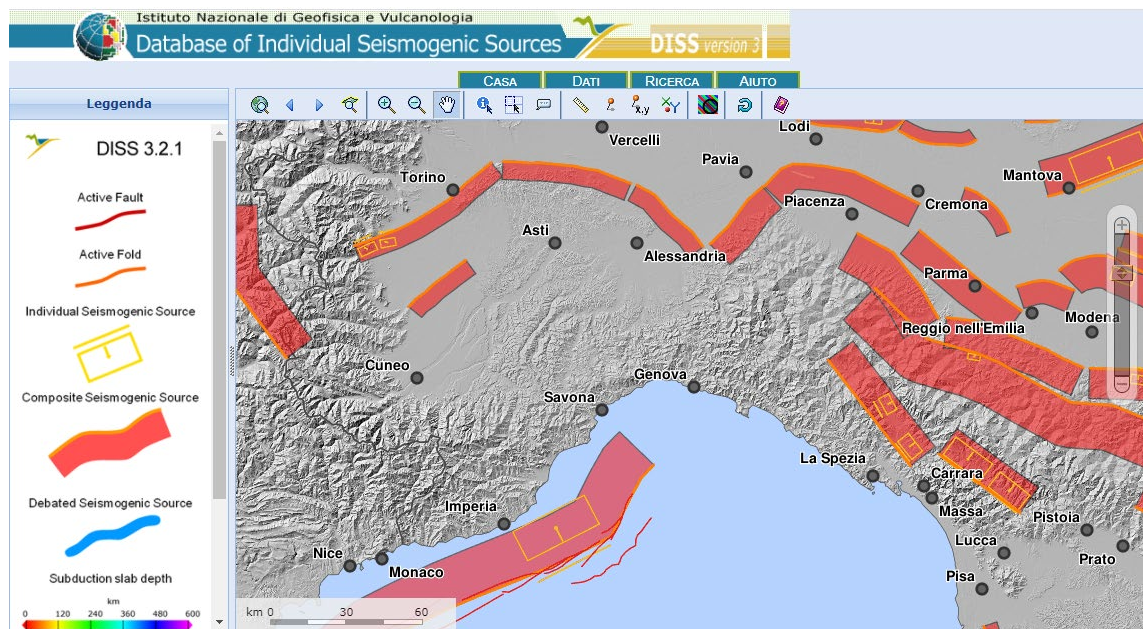 Istituto Nazionale di Geofisica e Vulcanologia
Database of Individual Seismogenic Sources
DISS version 3
CASA DATI RICERCA AIUTO
Leggenda
DISS 3.2.1
Active Fault
Active Fold
Individual Seismogenic Source
Composite Seismogenic Source
Debated Seismogenic Source
Subduction slab depth
km
0 120 240 360 480 600
x,y
XY
Vercelli
Lodi
Pavia
Torino
Mantova
Piacenza
Cremona
Asti
Alessandria
Parma
Modena
Reggio nell'Emilia
Cuneo
Genova
Savona
La Spezia
Carrara
Massa
Imperia
Pistoia
Lucca
Prato
Nice
Monaco
Pisa
km 0 30 60